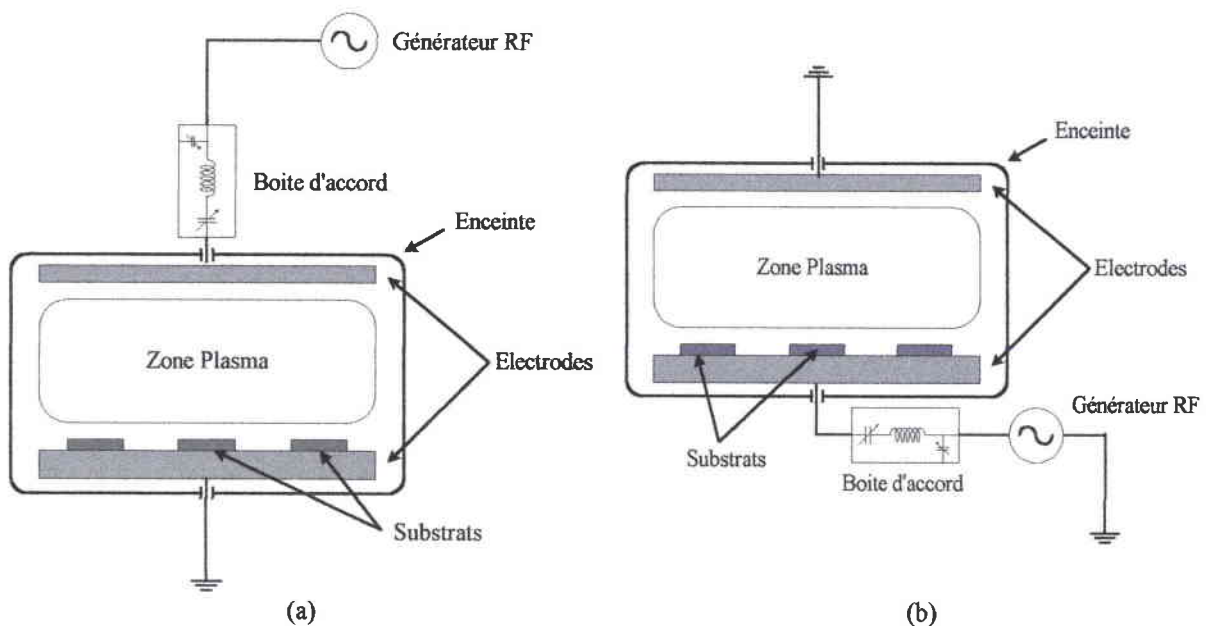 Générateur RF
Boite d'accord
Enceinte
Zone Plasma
Electrodes
Substrats
(a)
Enceinte
Zone Plasma
Electrodes
Générateur RF
Substrats
Boite d'accord
(b)